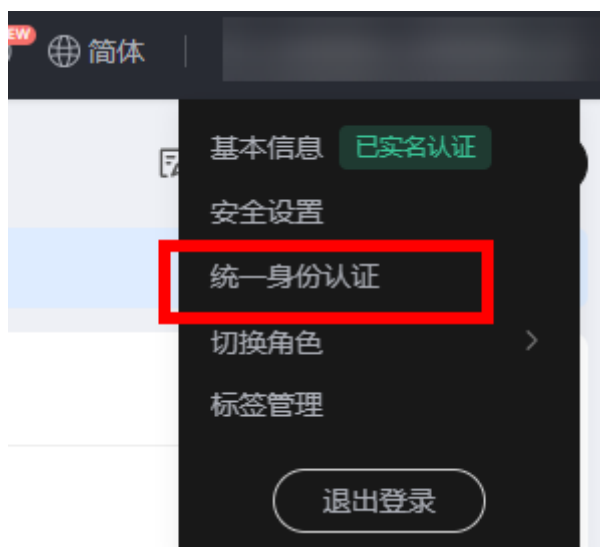 EW 简体
基本信息 已实名认证
安全设置
统一身份认证
切换角色
标签管理
退出登录